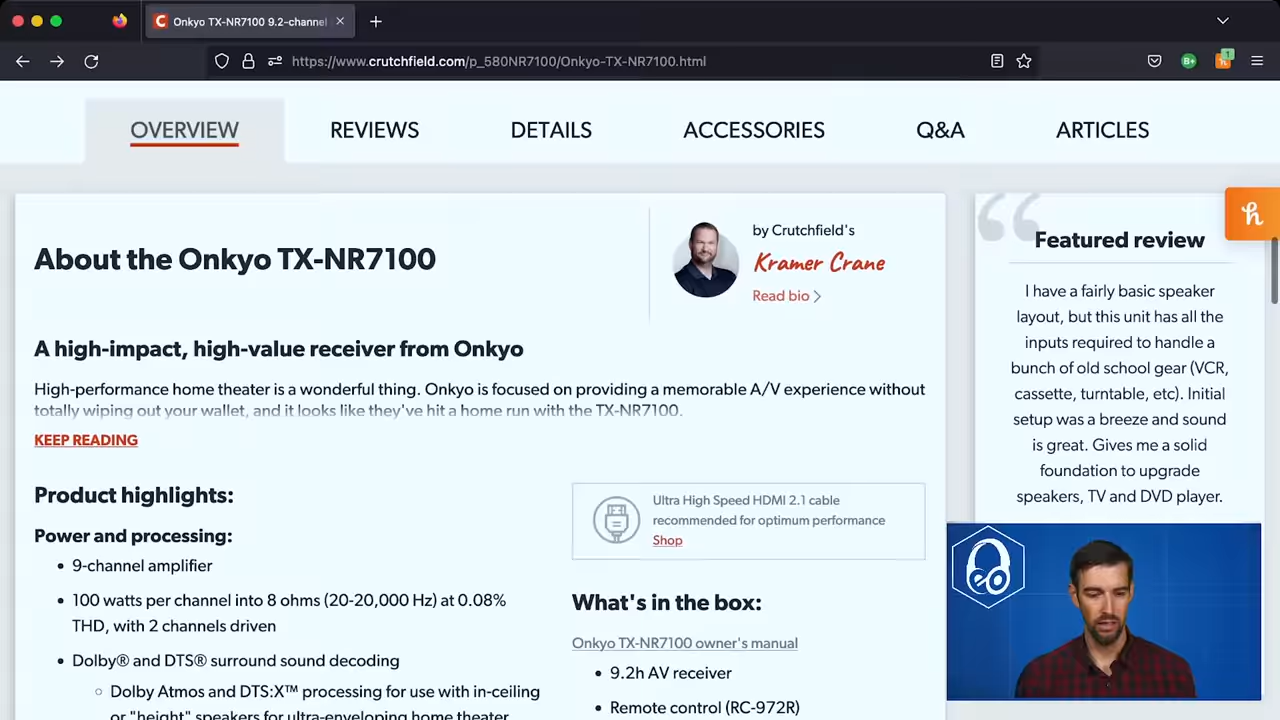 Onkyo TX-NR7100 9.2-channel
https://www.crutchfield.com/p_580NR7100/Onkyo-TX-NR7100.html
OVERVIEW
REVIEWS
DETAILS
ACCESSORIES
Q&A
ARTICLES
About the Onkyo TX-NR7100
by Crutchfield's
Kramer Crane
Read bio
A high-impact, high-value receiver from Onkyo
High-performance home theater is a wonderful thing. Onkyo is focused on providing a memorable A/V experience without
totally wiping out your wallet, and it looks like they've hit a home run with the TX-NR7100.
KEEP READING
Product highlights:
Power and processing:
• 9-channel amplifier
• 100 watts per channel into 8 ohms (20-20,000 Hz) at 0.08%
THD, with 2 channels driven
• Dolby® and DTS® surround sound decoding
○ Dolby Atmos and DTS:X™ processing for use with in-ceiling
or "height" speakers for ultra-enveloping home theater
Ultra High Speed HDMI 2.1 cable
recommended for optimum performance
Shop
What's in the box:
Onkyo TX-NR7100 owner's manual
• 9.2h AV receiver
• Remote control (RC-972R)
Featured review
I have a fairly basic speaker
layout, but this unit has all the
inputs required to handle a
bunch of old school gear (VCR,
cassette, turntable, etc). Initial
setup was a breeze and sound
is great. Gives me a solid
foundation to upgrade
speakers, TV and DVD player.